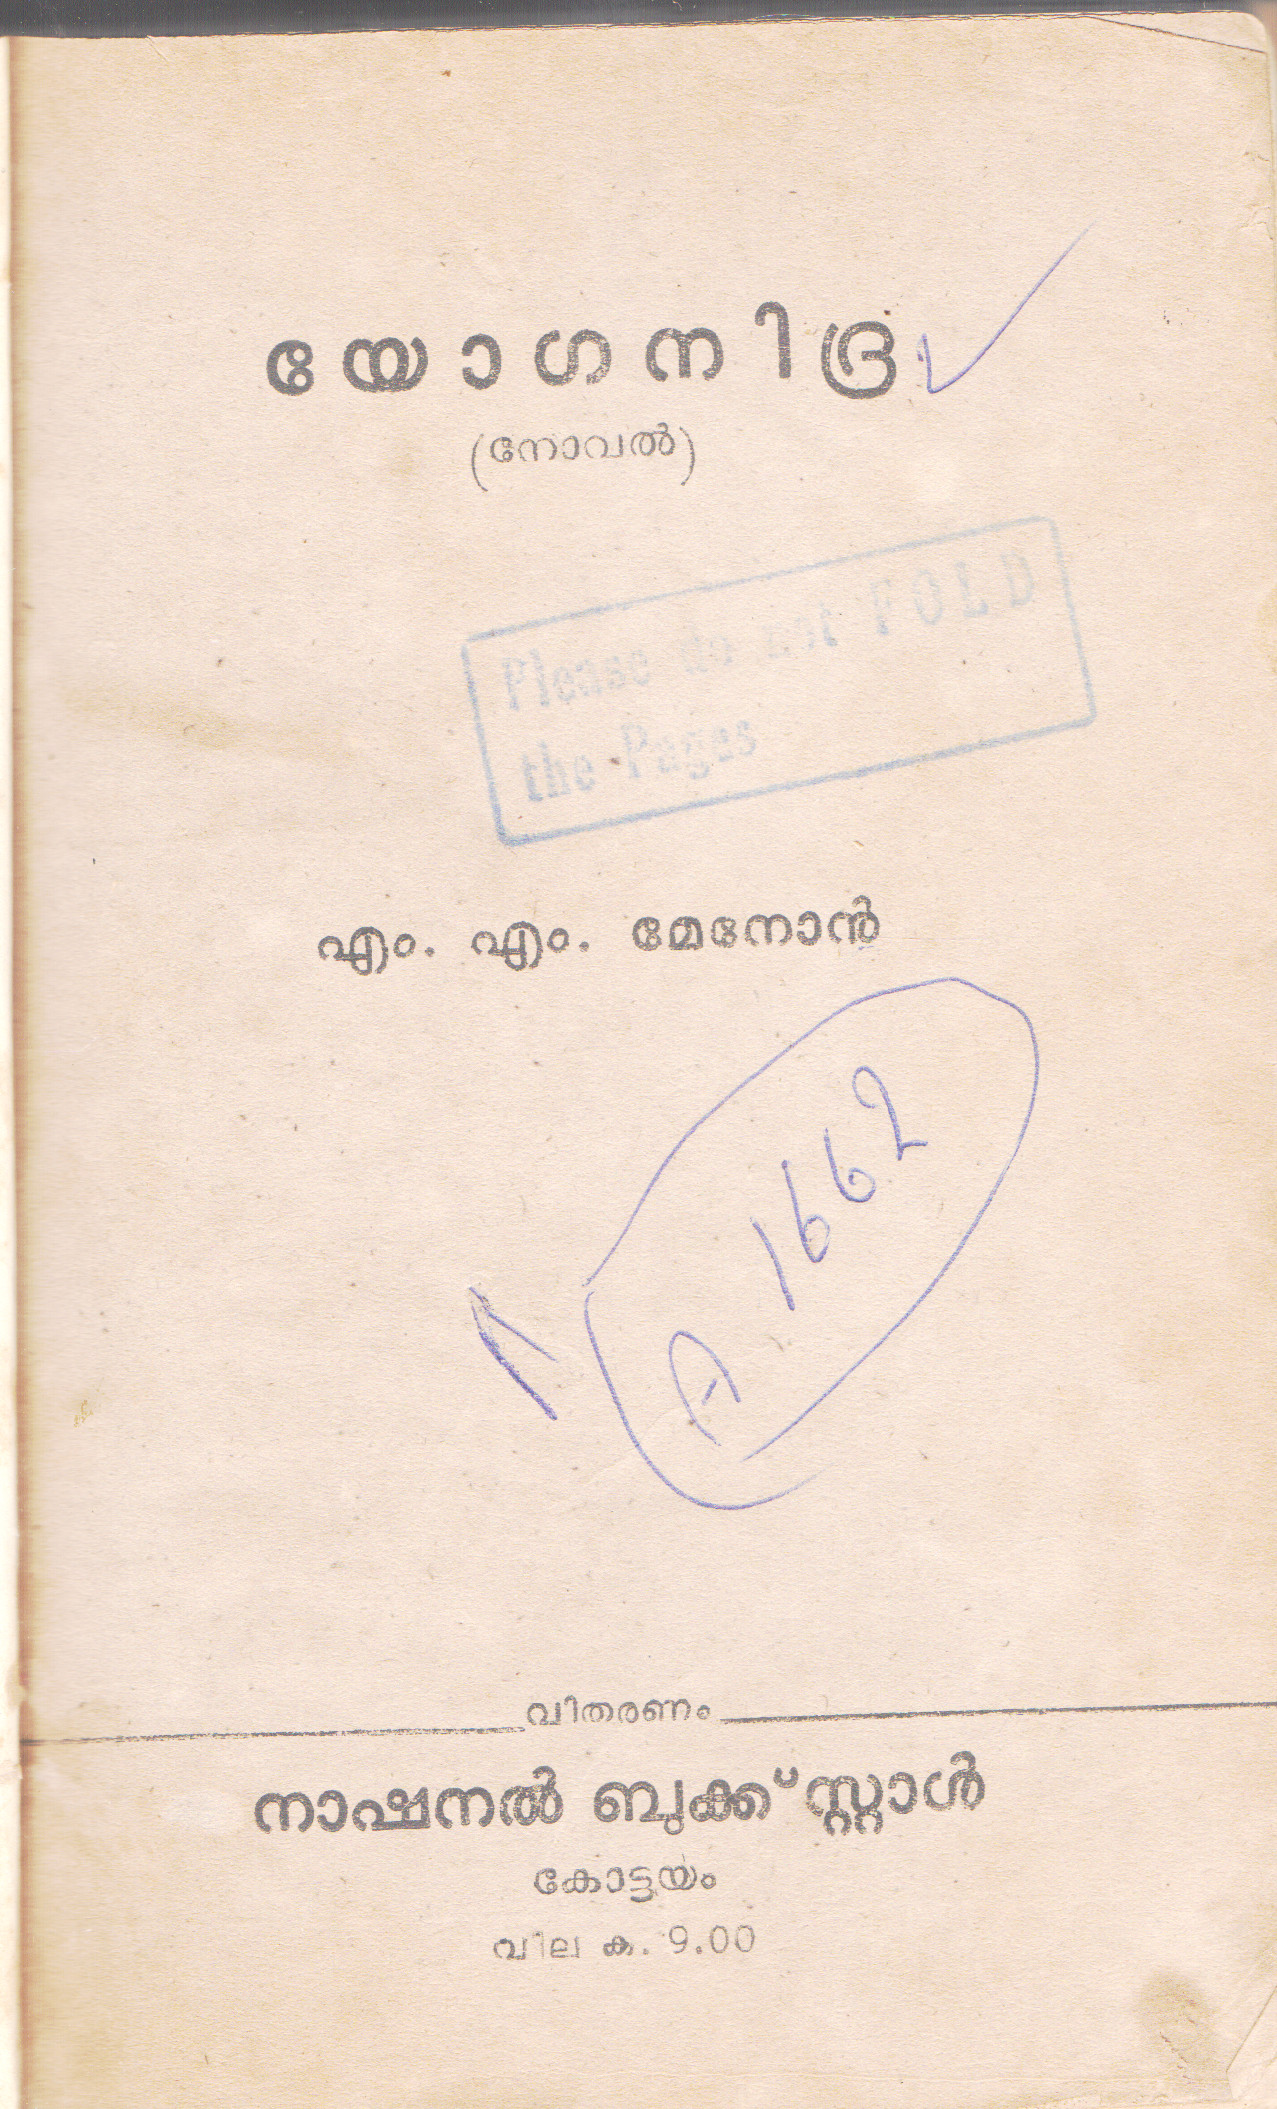 യോഗനിദ്ര
(നോവൽ)
Please do not FOLD
the Pages
എം. എം. മേനോൻ
A 1662
വിതരണം
നാഷനൽ ബുക്ക് സ്റ്റാൾ
കോട്ടയം
വില ക. 9.00